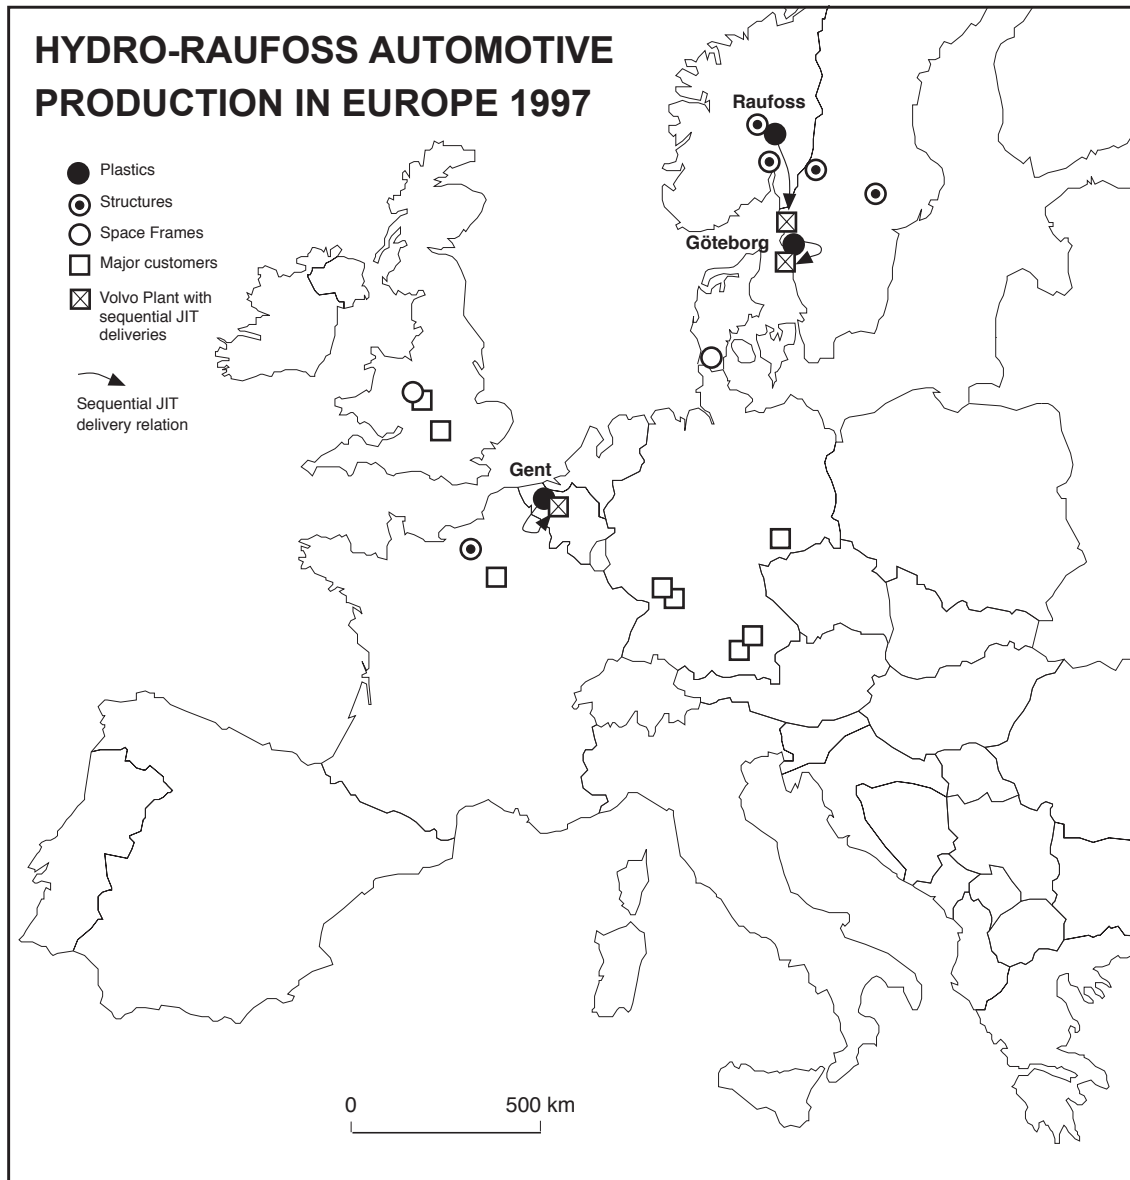 HYDRO-RAUFOSS AUTOMOTIVE
PRODUCTION IN EUROPE 1997
Plastics
Structures
Space Frames
Major customers
Volvo Plant with
sequential JIT
deliveries
Sequential JIT
delivery relation
Raufoss
Göteborg
Gent
0 500 km